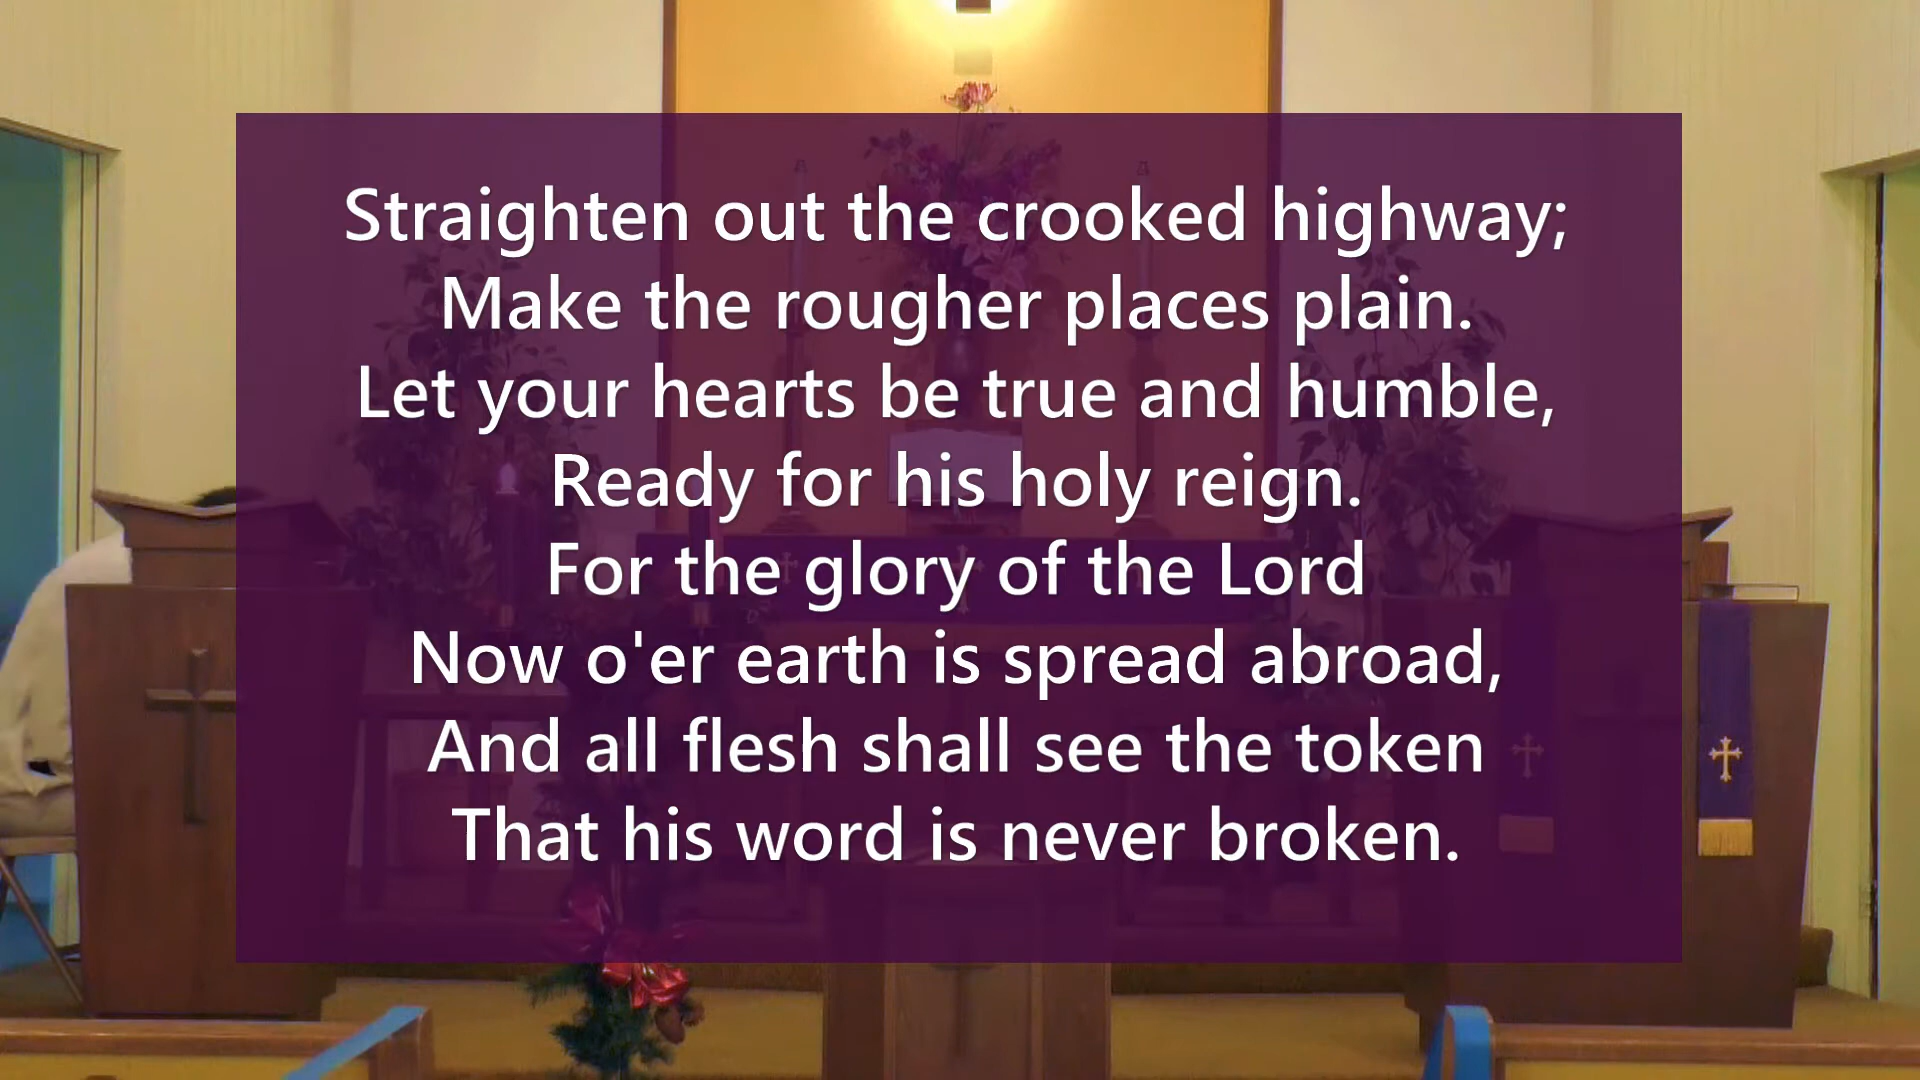 Straighten out the crooked highway;
Make the rougher places plain.
Let your hearts be true and humble,
Ready for his holy reign.
For the glory of the Lord
Now o'er earth is spread abroad,
And all flesh shall see the token
That his word is never broken.